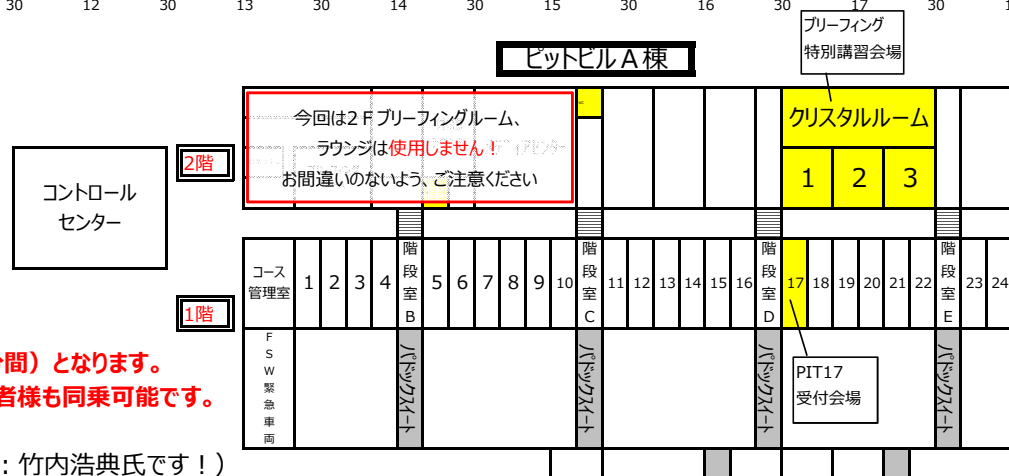 30 12 30 13 30 14 30 15 30 16 30 17 30
ブリーフィング
特別講習会場
ピットビルA棟
今回は2Fブリーフィングルーム、
ラウンジは使用しません！
お間違いのないよう、ご注意ください
クリスタルルーム
1 2 3
2階
コントロール
センター
コース
管理室
1 2 3 4 階段室B 5 6 7 8 9 10 階段室C 11 12 13 14 15 16 階段室D 17 18 19 20 21 22 階段室E 23 24
1階
FSW緊急車両
パドックスイート パドックスイート パドックスイート パドックスイート
PIT17
受付会場
間）となります。
者様も同乗可能です。
：竹内浩典氏です！）